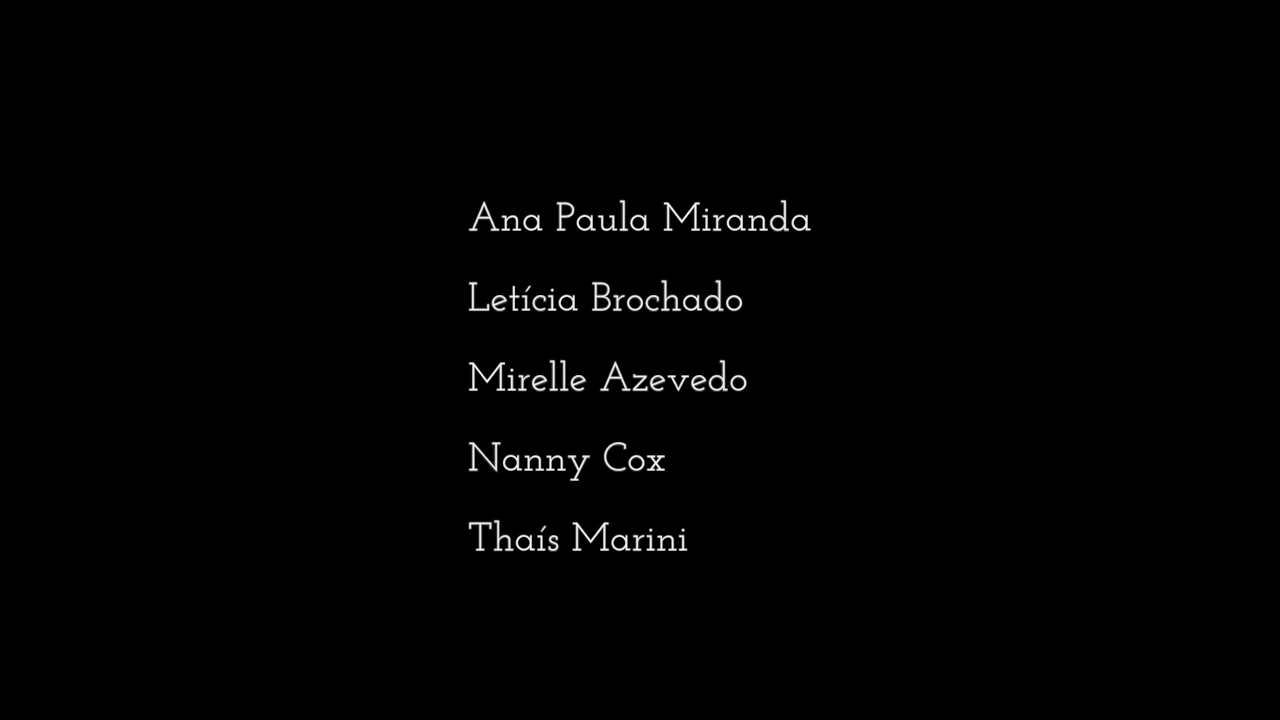 Ana Paula Miranda
Letícia Brochado
Mirelle Azevedo
Nanny Cox
Thaís Marini